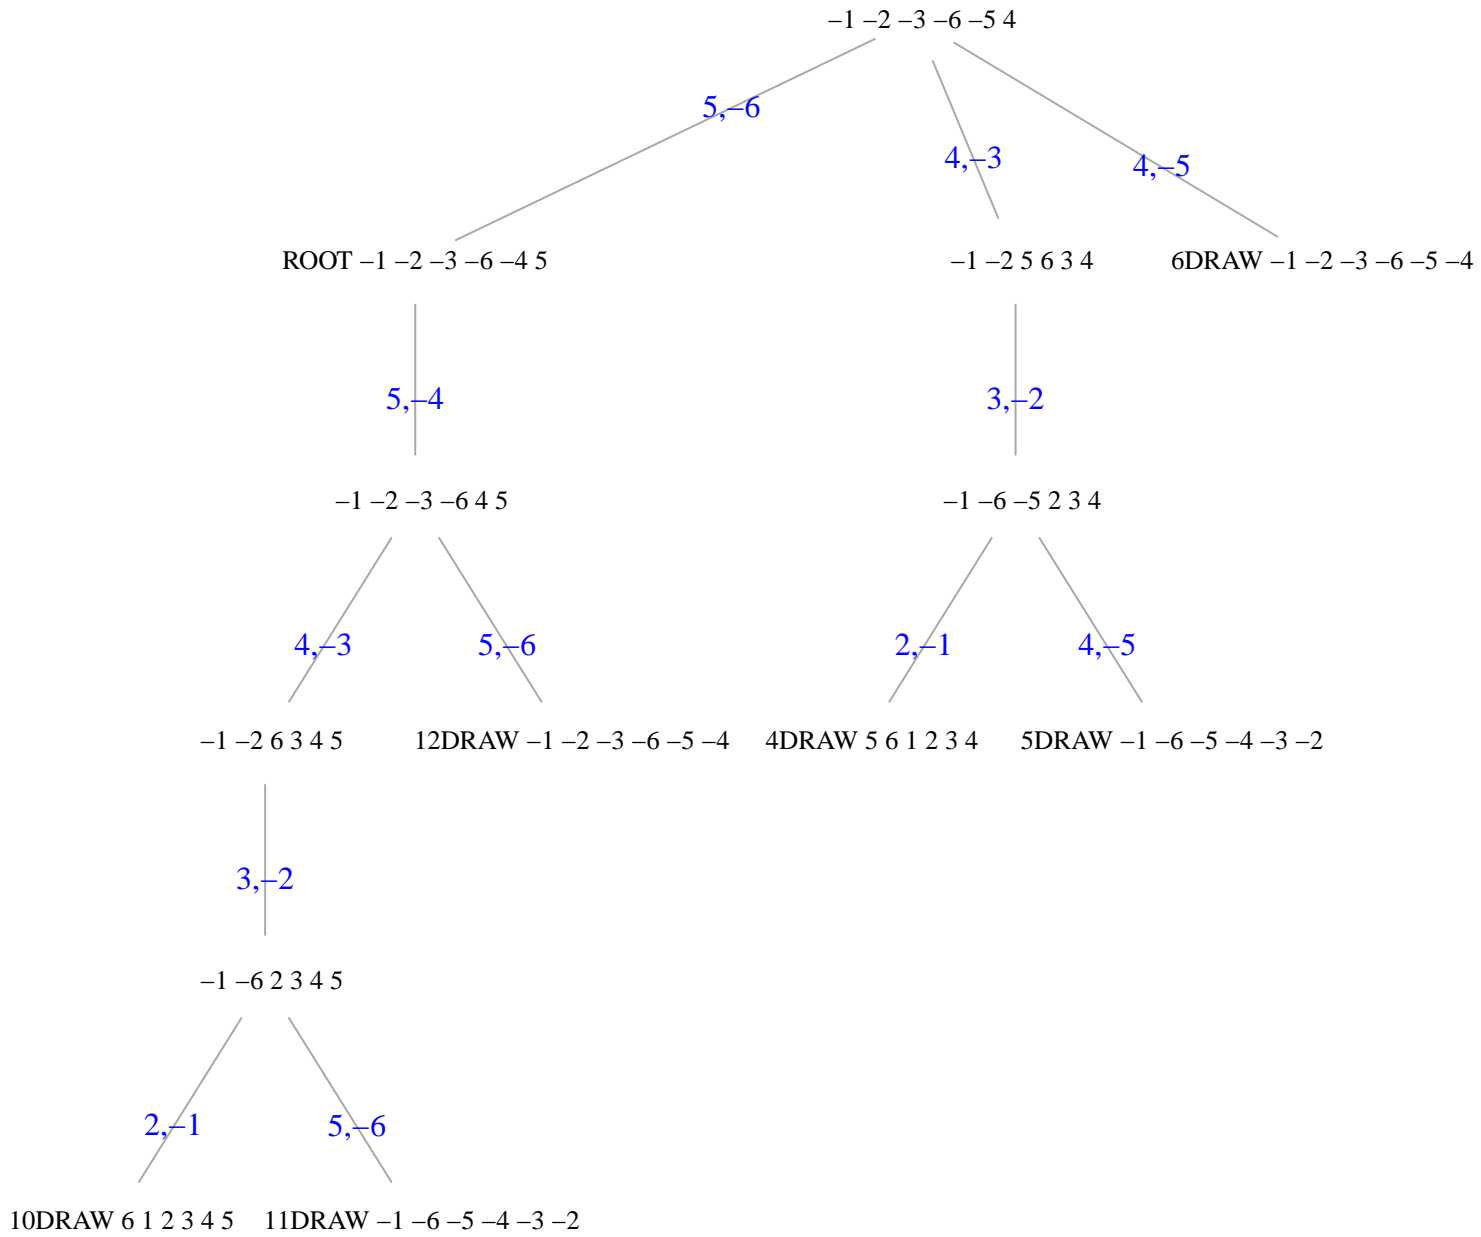 –1 –2 –3 –6 –5 4
5,–6
4,–3
4,–5
ROOT –1 –2 –3 –6 –4 5
–1 –2 5 6 3 4
6DRAW –1 –2 –3 –6 –5 –4
5,–4
3,–2
–1 –2 –3 –6 4 5
–1 –6 –5 2 3 4
4,–3
5,–6
2,–1
4,–5
–1 –2 6 3 4 5
12DRAW –1 –2 –3 –6 –5 –4
4DRAW 5 6 1 2 3 4
5DRAW –1 –6 –5 –4 –3 –2
3,–2
–1 –6 2 3 4 5
2,–1
5,–6
10DRAW 6 1 2 3 4 5
11DRAW –1 –6 –5 –4 –3 –2